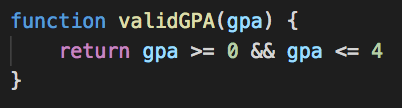 function validGPA(gpa) {
    return gpa >= 0 && gpa <= 4
}